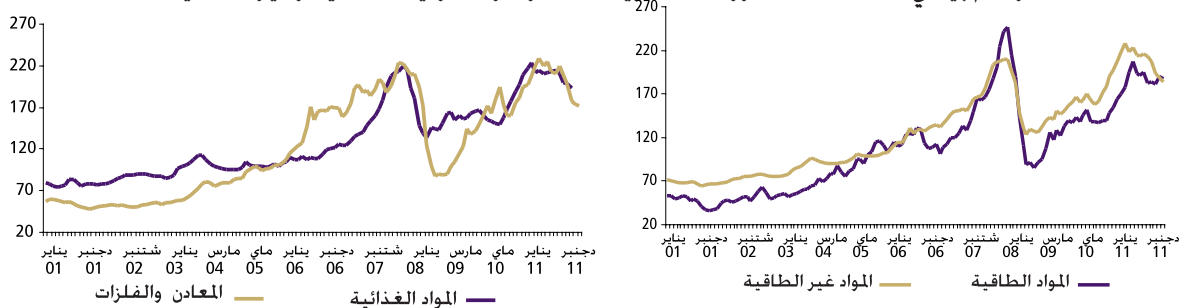 270
220
170
120
70
20
يناير 01
دجنبر 01
شتنبر 02
يناير 03
مارس 04
ماي 05
يناير 06
دجنبر 06
شتنبر 07
يناير 08
مارس 09
ماي 10
يناير 11
دجنبر 11
المواد الغذائية
المعادن والفلزات
270
220
170
120
70
20
يناير 01
دجنبر 01
شتنبر 02
يناير 03
مارس 04
ماي 05
يناير 06
دجنبر 06
شتنبر 07
يناير 08
مارس 09
ماي 10
يناير 11
دجنبر 11
المواد الطاقية
المواد غير الطاقية